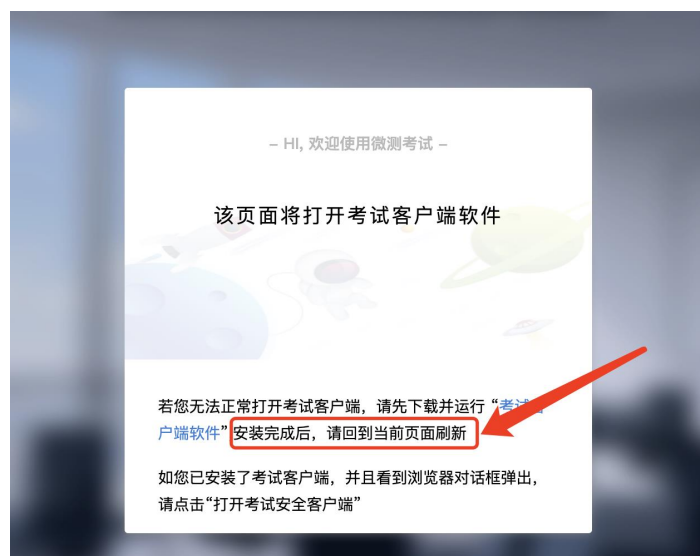 – HI, 欢迎使用微测考试 –
该页面将打开考试客户端软件
若您无法正常打开考试客户端，请先下载并运行 “考试客
户端软件” 安装完成后，请回到当前页面刷新
如您已安装了考试客户端，并且看到浏览器对话框弹出，
请点击“打开考试安全客户端”